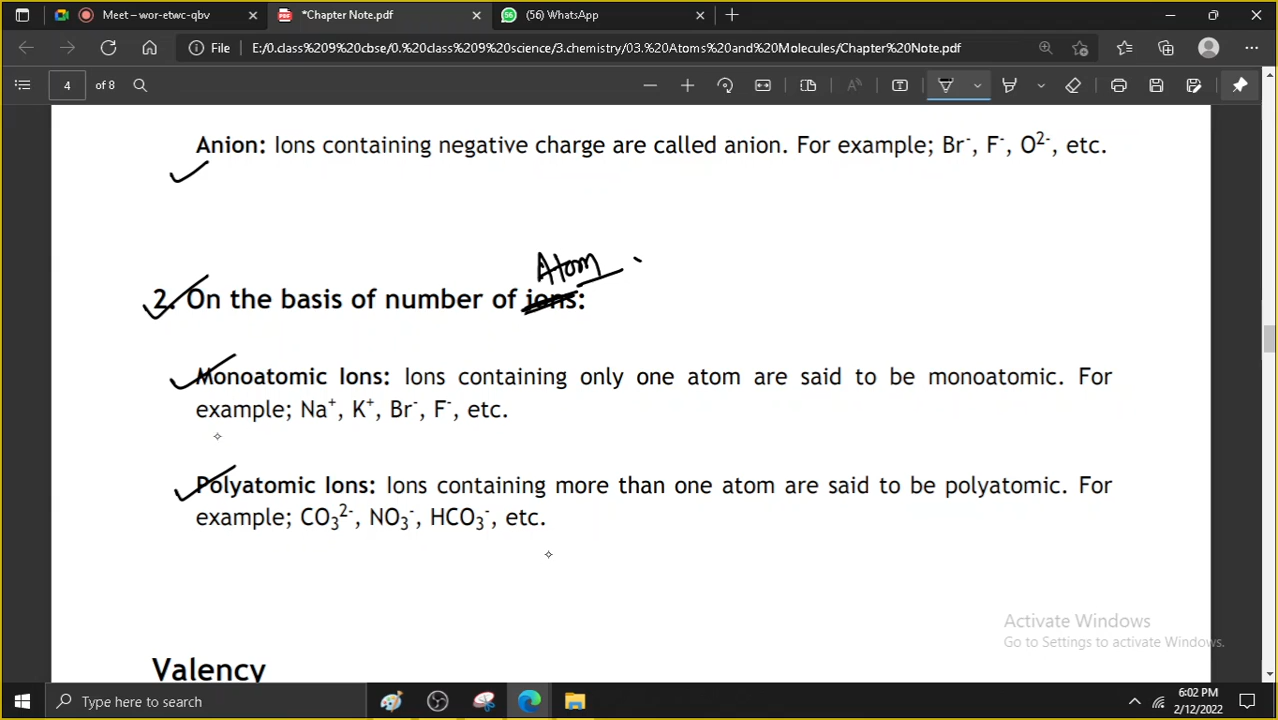 Meet – wor-etwc-qbv
*Chapter Note.pdf
(56) WhatsApp
File
E:/0.class%209%20cbse/0.%20class%209%20science/3.chemistry/03.%20Atoms%20and%20Molecules/Chapter%20Note.pdf
4 of 8
Anion: Ions containing negative charge are called anion. For example; Br⁻, F⁻, O²⁻, etc.
Atom
2. On the basis of number of ions:
Monoatomic Ions: Ions containing only one atom are said to be monoatomic. For
example; Na⁺, K⁺, Br⁻, F⁻, etc.
Polyatomic Ions: Ions containing more than one atom are said to be polyatomic. For
example; CO₃²⁻, NO₃⁻, HCO₃⁻, etc.
Activate Windows
Go to Settings to activate Windows.
Valency
Type here to search
6:02 PM
2/12/2022